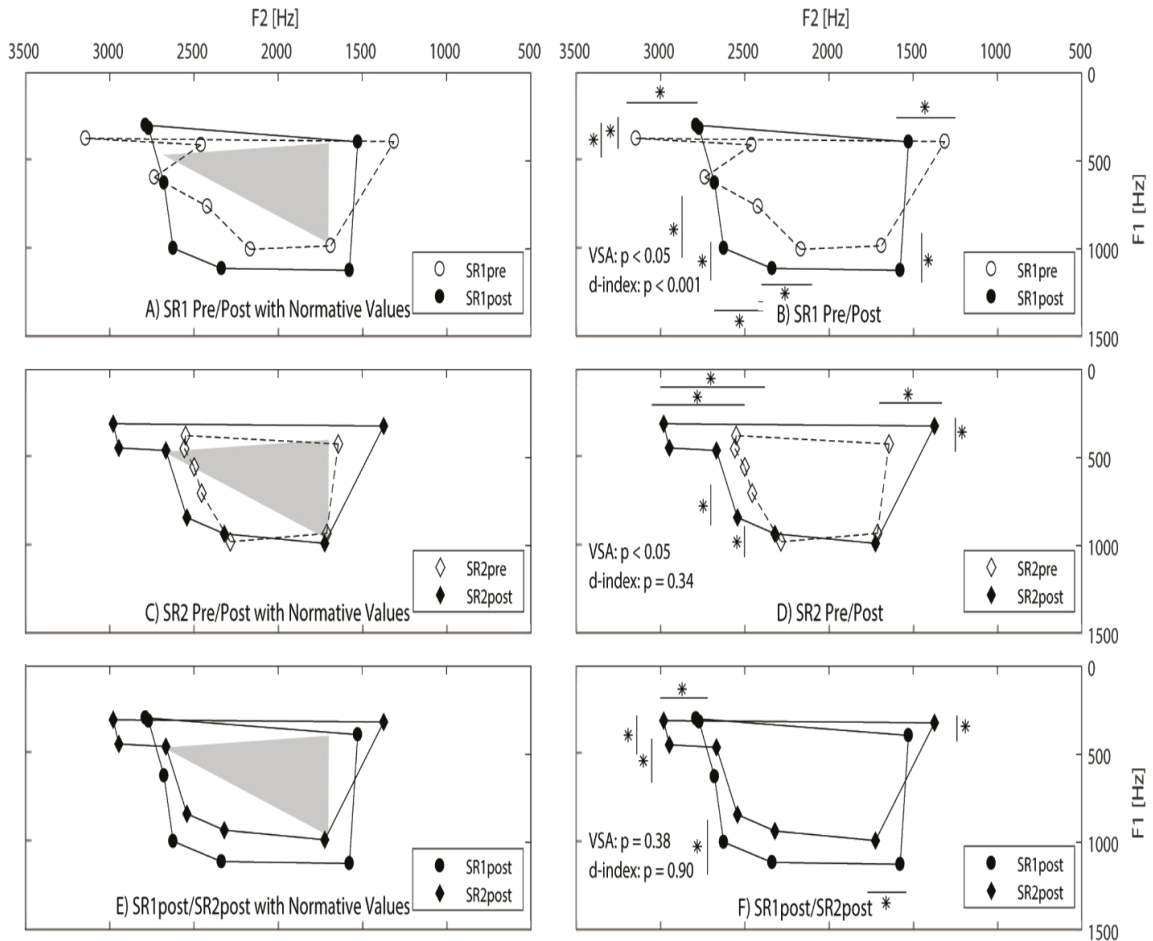 F2 [Hz]
F2 [Hz]
3500 3000 2500 2000 1500 1000 500
3500 3000 2500 2000 1500 1000 500
0
500
1000
1500
F1 [Hz]
SR1pre
SR1post
A) SR1 Pre/Post with Normative Values
* * * * * * * * *
VSA: p < 0.05
d-index: p < 0.001
SR1pre
SR1post
B) SR1 Pre/Post
SR2pre
SR2post
C) SR2 Pre/Post with Normative Values
0
500
1000
1500
* * * * * *
VSA: p < 0.05
d-index: p = 0.34
SR2pre
SR2post
D) SR2 Pre/Post
SR1post
SR2post
E) SR1post/SR2post with Normative Values
0
500
1000
1500
F1 [Hz]
* * * * * *
VSA: p = 0.38
d-index: p = 0.90
SR1post
SR2post
F) SR1post/SR2post